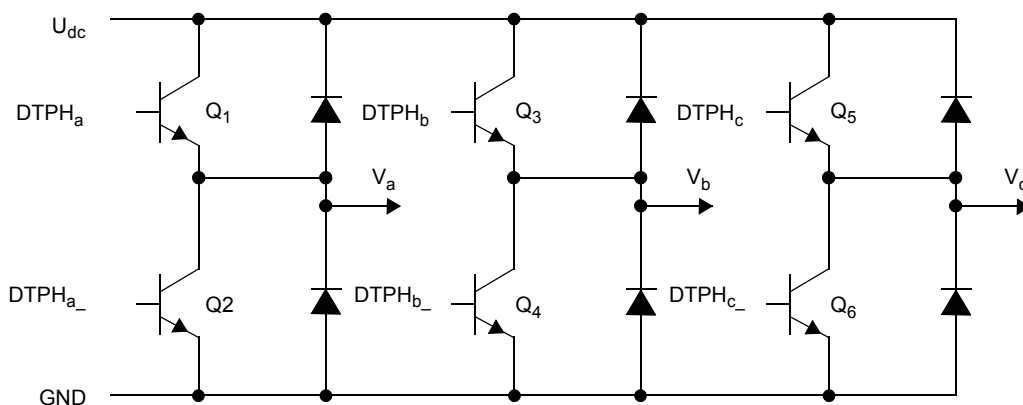 U_dc
DTPH_a Q_1 DTPH_b Q_3 DTPH_c Q_5
V_a V_b V_c
DTPH_a_ Q2 DTPH_b_ Q_4 DTPH_c_ Q_6
GND